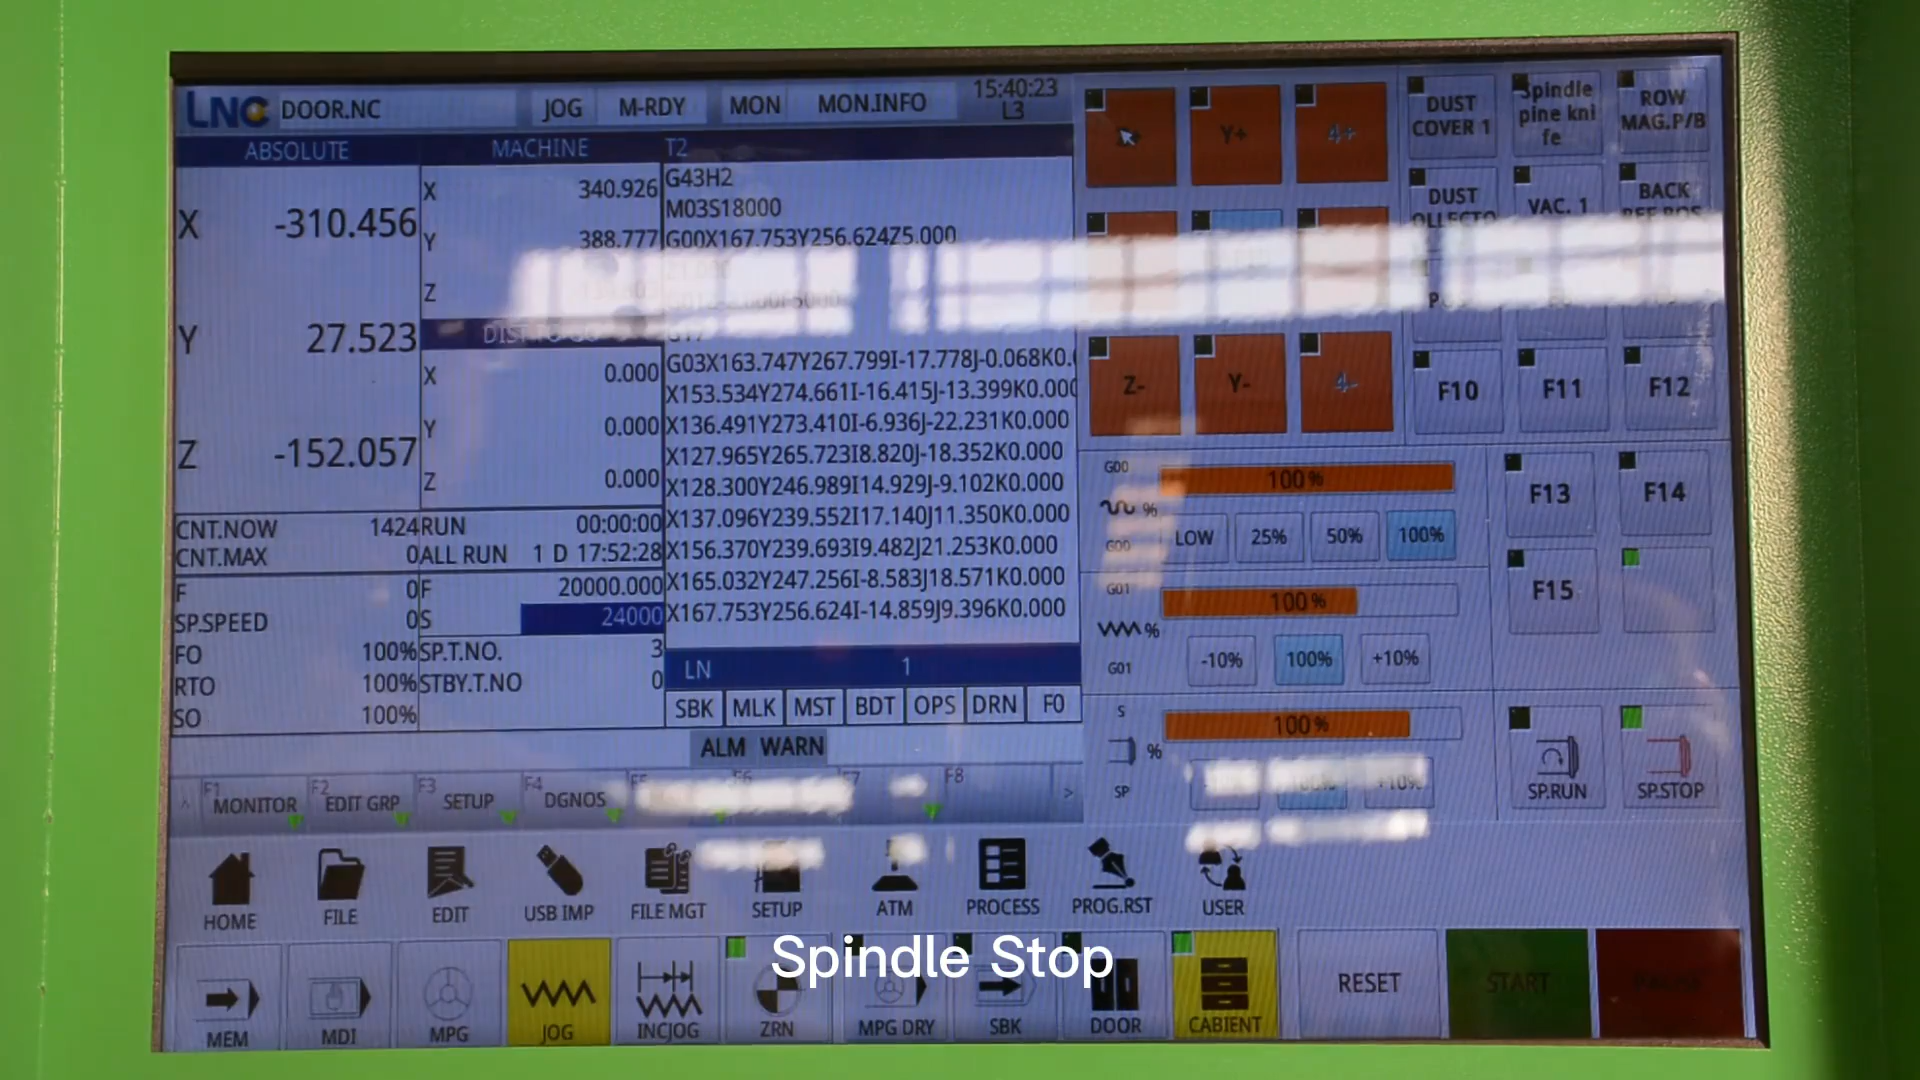 LNC DOOR.NC JOG M-RDY MON MON.INFO 15:40:23
L3
ABSOLUTE MACHINE T2
X -310.456
Y 27.523
Z -152.057
X 340.926
Y 388.777
Z
X 0.000
Y 0.000
Z 0.000
G43H2
M03S18000
G00X167.753Y256.624Z5.000
G03X163.747Y267.799I-17.778J-0.068K0.
X153.534Y274.661I-16.415J-13.399K0.000
X136.491Y273.410I-6.936J-22.231K0.000
X127.965Y265.723I8.820J-18.352K0.000
X128.300Y246.989I14.929J-9.102K0.000
X137.096Y239.552I17.140J11.350K0.000
X156.370Y239.693I9.482J21.253K0.000
X165.032Y247.256I-8.583J18.571K0.000
X167.753Y256.624I-14.859J9.396K0.000
CNT.NOW 1424 RUN 00:00:00
CNT.MAX 0 ALL RUN 1 D 17:52:28
F 0 F 20000.000
SP.SPEED 0 S 24000
FO 100% SP.T.NO. 3
RTO 100% STBY.T.NO 0
SO 100%
LN 1
SBK MLK MST BDT OPS DRN F0
ALM WARN
F1 MONITOR F2 EDIT GRP F3 SETUP F4 DGNOS F8 >
HOME FILE EDIT USB IMP FILE MGT SETUP ATM PROCESS PROG.RST USER
Y+ 4+
Z- Y- 4-
DUST
COVER 1
Spindle
pine kni
fe
ROW
MAG.P/B
DUST
VAC. 1
BACK
F10 F11 F12
F13 F14
F15
G00 100%
%
G00 LOW 25% 50% 100%
G01 100%
%
G01 -10% 100% +10%
S 100%
%
SP
SP.RUN SP.STOP
Spindle Stop
MEM MDI MPG JOG INCJOG ZRN MPG DRY SBK DOOR CABIENT RESET START